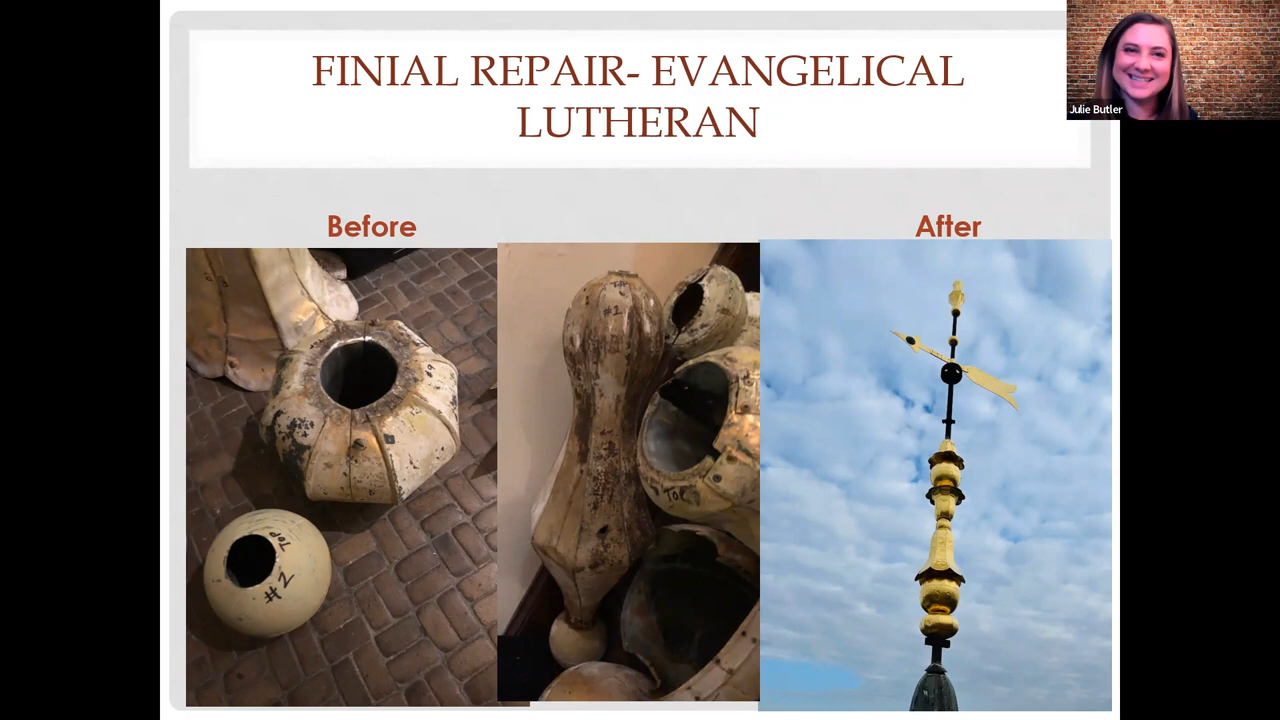 FINIAL REPAIR- EVANGELICAL
LUTHERAN
Julie Butler
Before
After
TOP
#2
#1
TOP